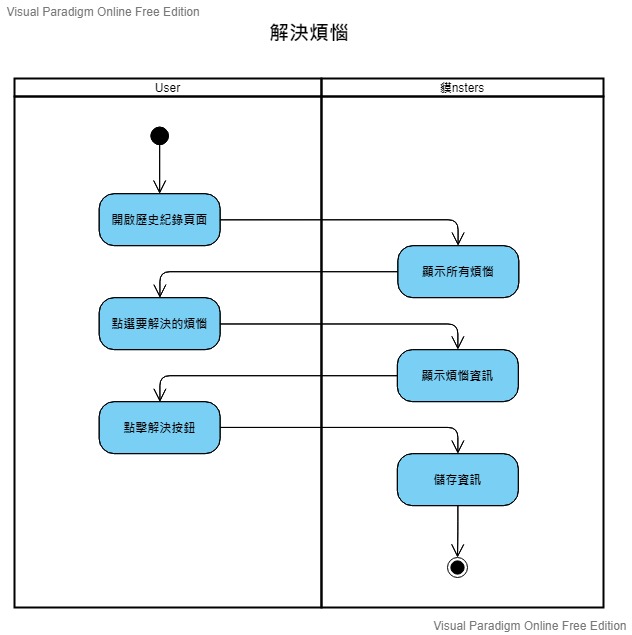 Visual Paradigm Online Free Edition
解決煩惱
User
貘nsters
開啟歷史紀錄頁面
顯示所有煩惱
點選要解決的煩惱
顯示煩惱資訊
點擊解決按鈕
儲存資訊
Visual Paradigm Online Free Edition